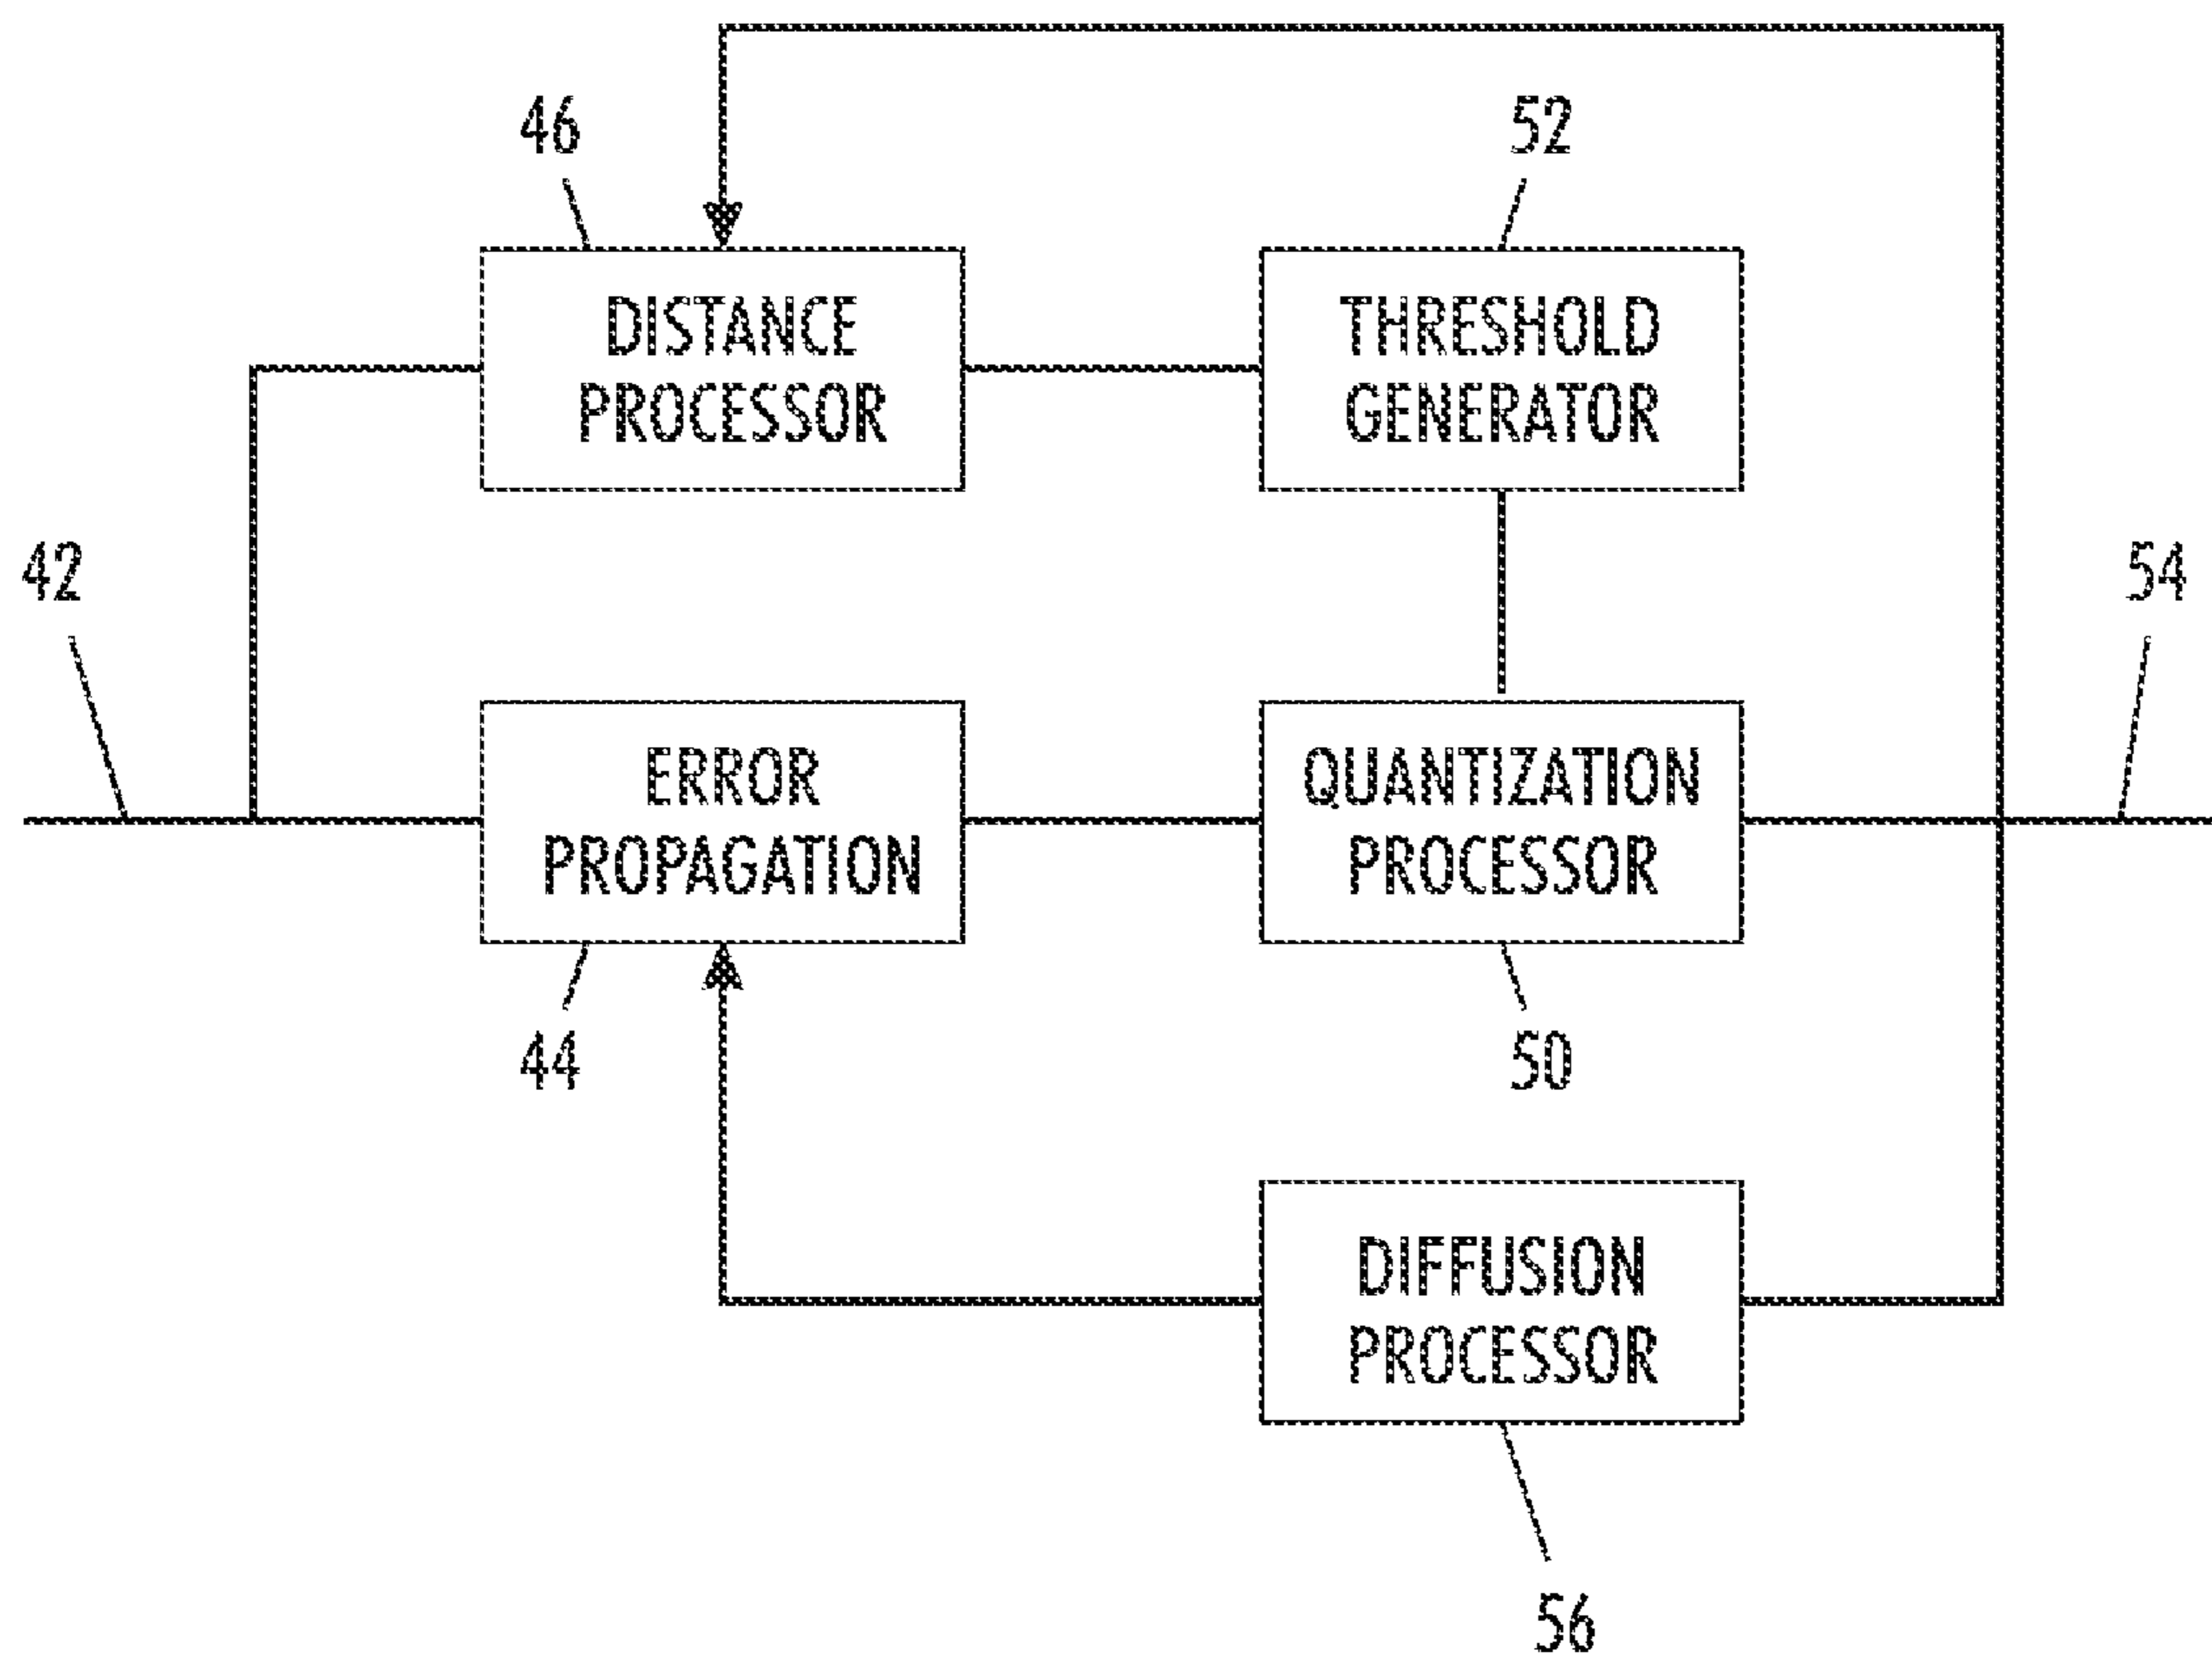 46
52
DISTANCE
PROCESSOR
THRESHOLD
GENERATOR
42
54
ERROR
PROPAGATION
QUANTIZATION
PROCESSOR
44
50
DIFFUSION
PROCESSOR
56